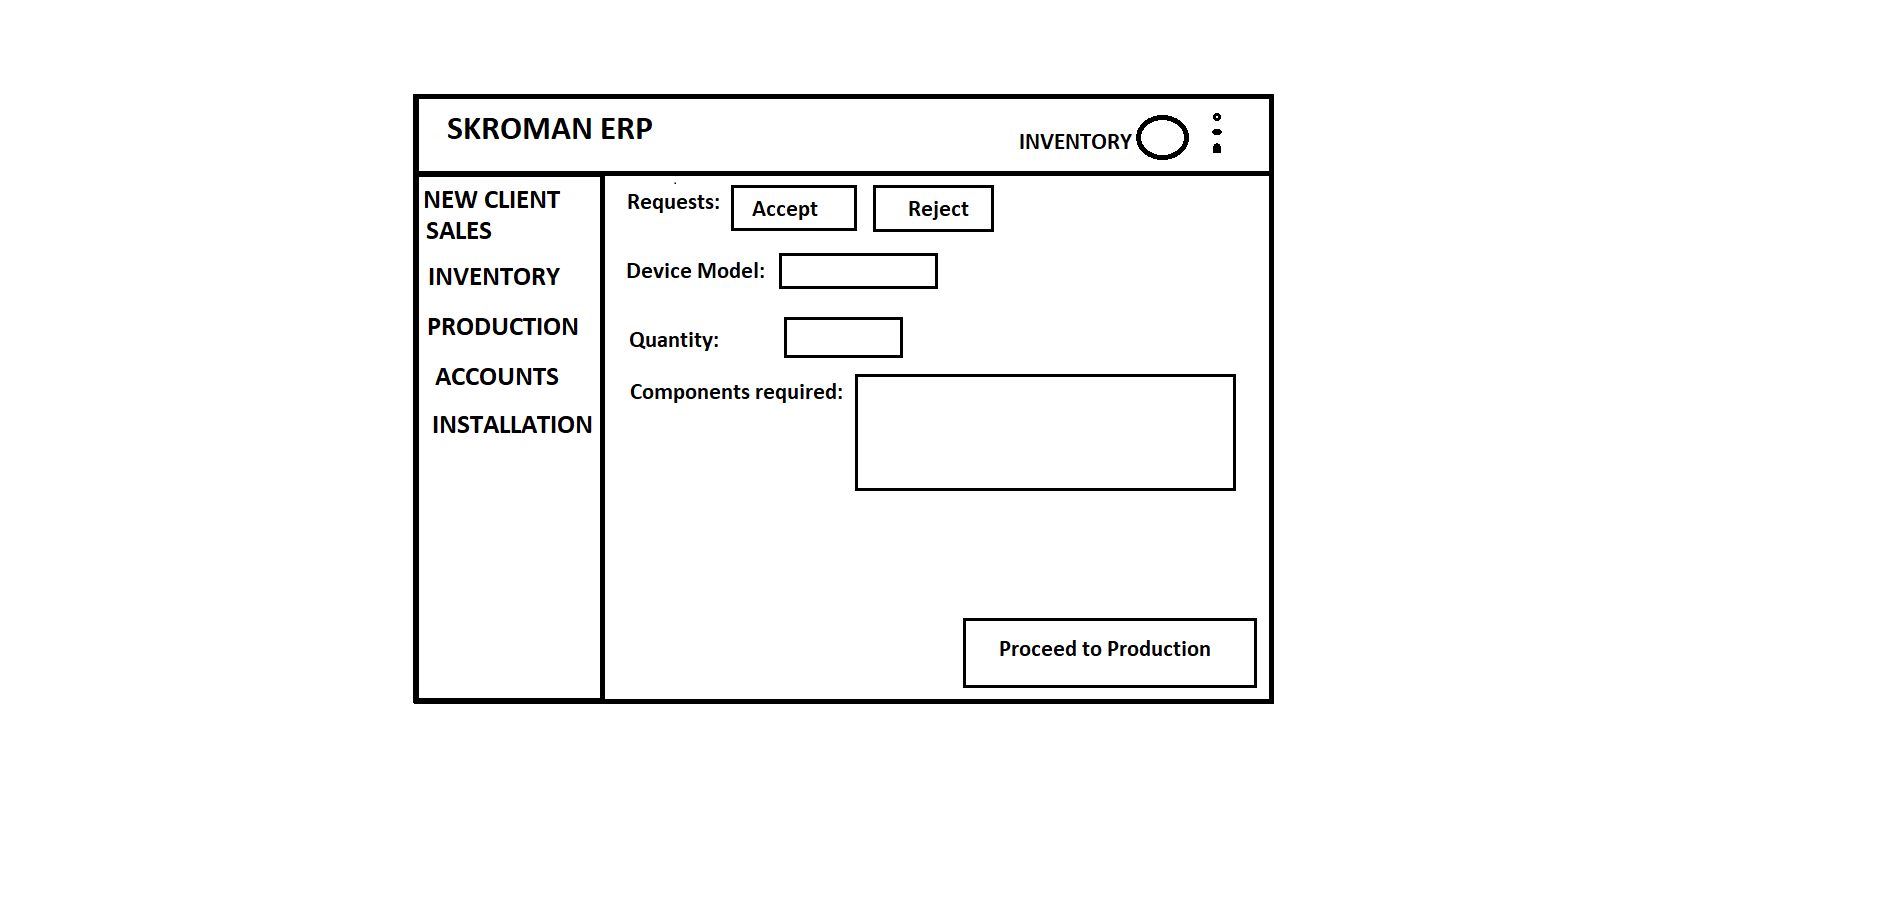 SKROMAN ERP
INVENTORY
NEW CLIENT
SALES
INVENTORY
PRODUCTION
ACCOUNTS
INSTALLATION
Requests: Accept Reject
Device Model:
Quantity:
Components required:
Proceed to Production